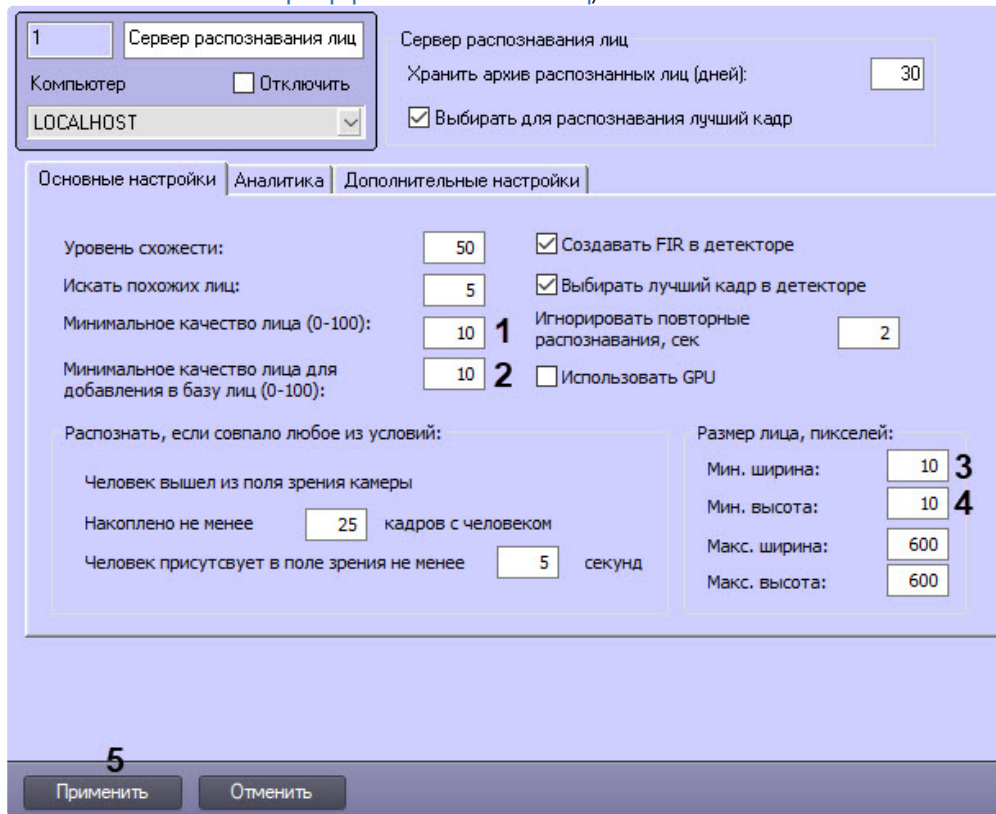 1
Сервер распознавания лиц
Компьютер
Отключить
LOCALHOST
Сервер распознавания лиц
Хранить архив распознанных лиц (дней): 30
Выбирать для распознавания лучший кадр
Основные настройки Аналитика Дополнительные настройки
Уровень схожести: 50
Искать похожих лиц: 5
Минимальное качество лица (0-100): 10 1
Минимальное качество лица для
добавления в базу лиц (0-100): 10 2
Создавать FIR в детекторе
Выбирать лучший кадр в детекторе
Игнорировать повторные
распознавания, сек 2
Использовать GPU
Распознать, если совпало любое из условий:
Человек вышел из поля зрения камеры
Накоплено не менее 25 кадров с человеком
Человек присутсвует в поле зрения не менее 5 секунд
Размер лица, пикселей:
Мин. ширина: 10 3
Мин. высота: 10 4
Макс. ширина: 600
Макс. высота: 600
5
Применить Отменить